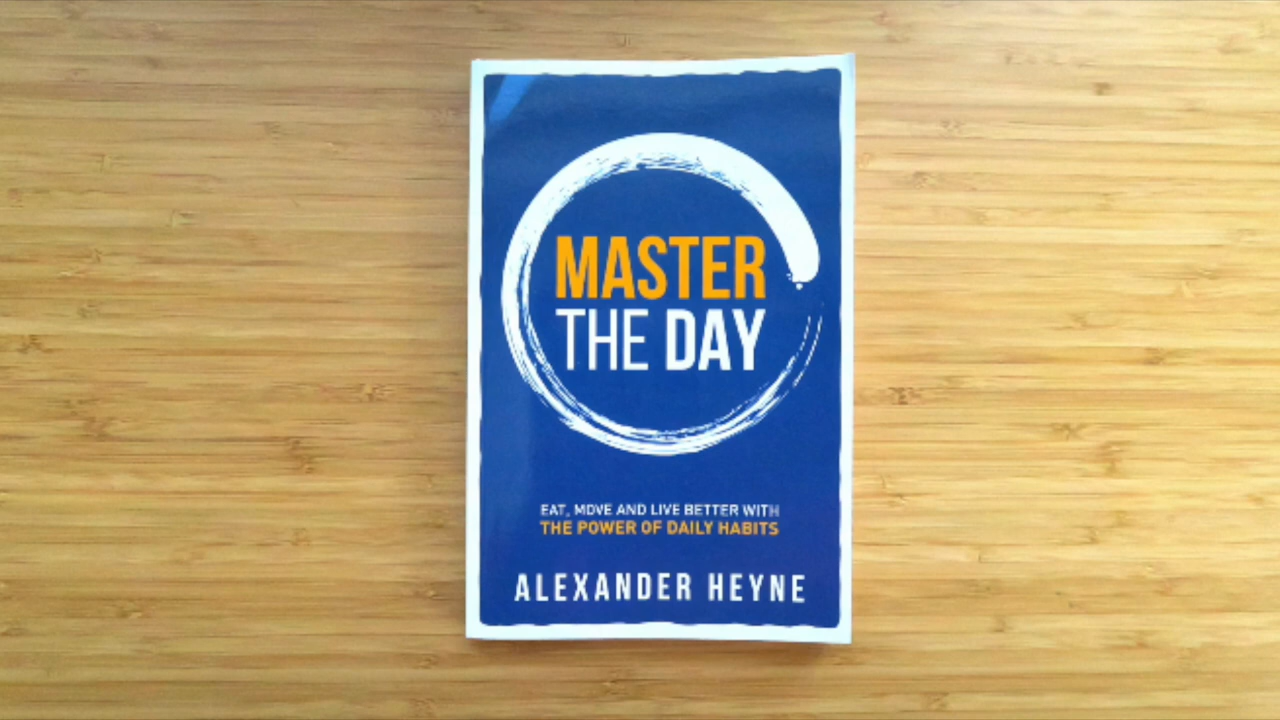 MASTER
THE DAY
EAT, MOVE AND LIVE BETTER WITH
THE POWER OF DAILY HABITS
ALEXANDER HEYNE